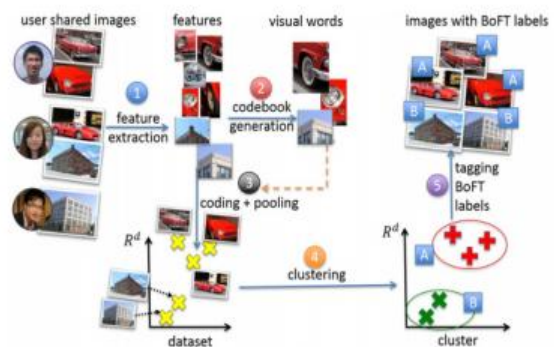 user shared images
features
visual words
images with BoFT labels
A
A
A
B
B
1
feature
extraction
2
codebook
generation
3
coding + pooling
5
tagging
BoFT
labels
R^d
4
clustering
R^d
A
B
dataset
cluster